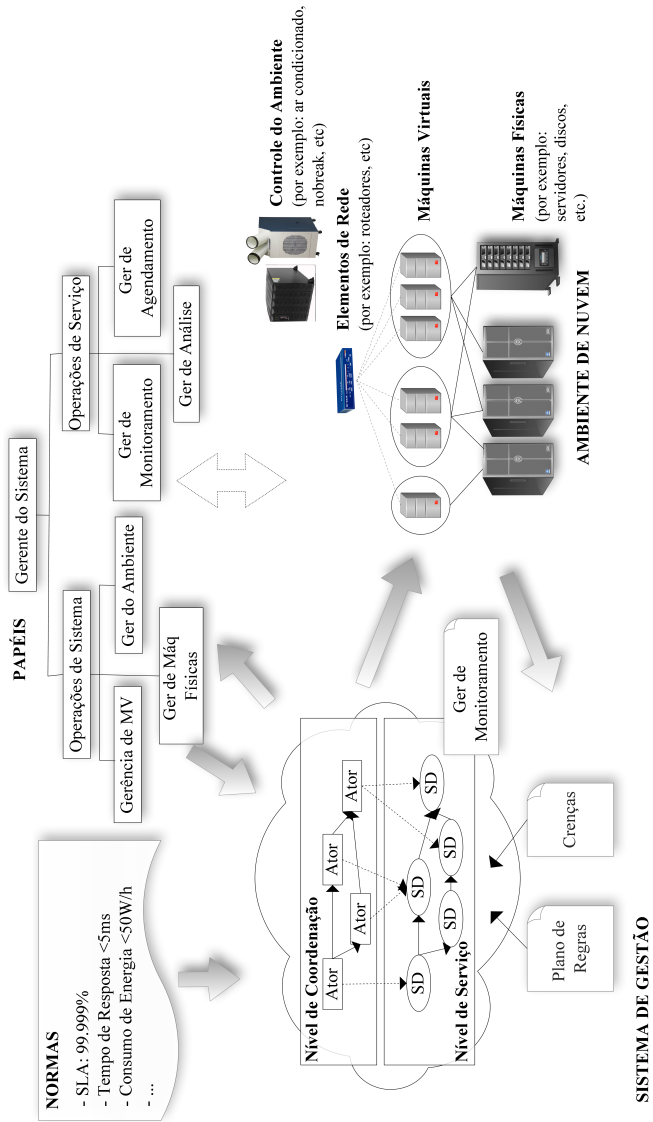 NORMAS
- SLA: 99.999%
- Tempo de Resposta <5ms
- Consumo de Energia <50W/h
- ...
PAPÉIS
Gerente do Sistema
Operações de Sistema
Gerência de MV
Ger do Ambiente
Ger de Máq
Físicas
Operações de Serviço
Ger de
Monitoramento
Ger de
Agendamento
Ger de Análise
Nível de Coordenação
Ator
Ator
Ator
Ator
Ator
Nível de Serviço
SD
SD
SD
SD
SD
SD
Ger de
Monitoramento
Plano de
Regras
Crenças
SISTEMA DE GESTÃO
Controle do Ambiente
(por exemplo: ar condicionado,
nobreak, etc)
Elementos de Rede
(por exemplo: roteadores, etc)
Máquinas Virtuais
Máquinas Físicas
(por exemplo:
servidores, discos,
etc.)
AMBIENTE DE NUVEM